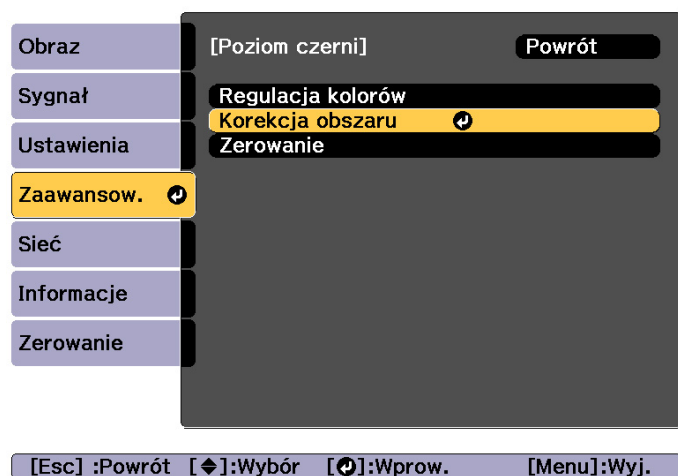 Obraz
Sygnał
Ustawienia
Zaawansow.
Sieć
Informacje
Zerowanie
[Poziom czerni] Powrót
Regulacja kolorów
Korekcja obszaru
Zerowanie
[Esc] :Powrót [◆]:Wybór [↵]:Wprow. [Menu]:Wyj.